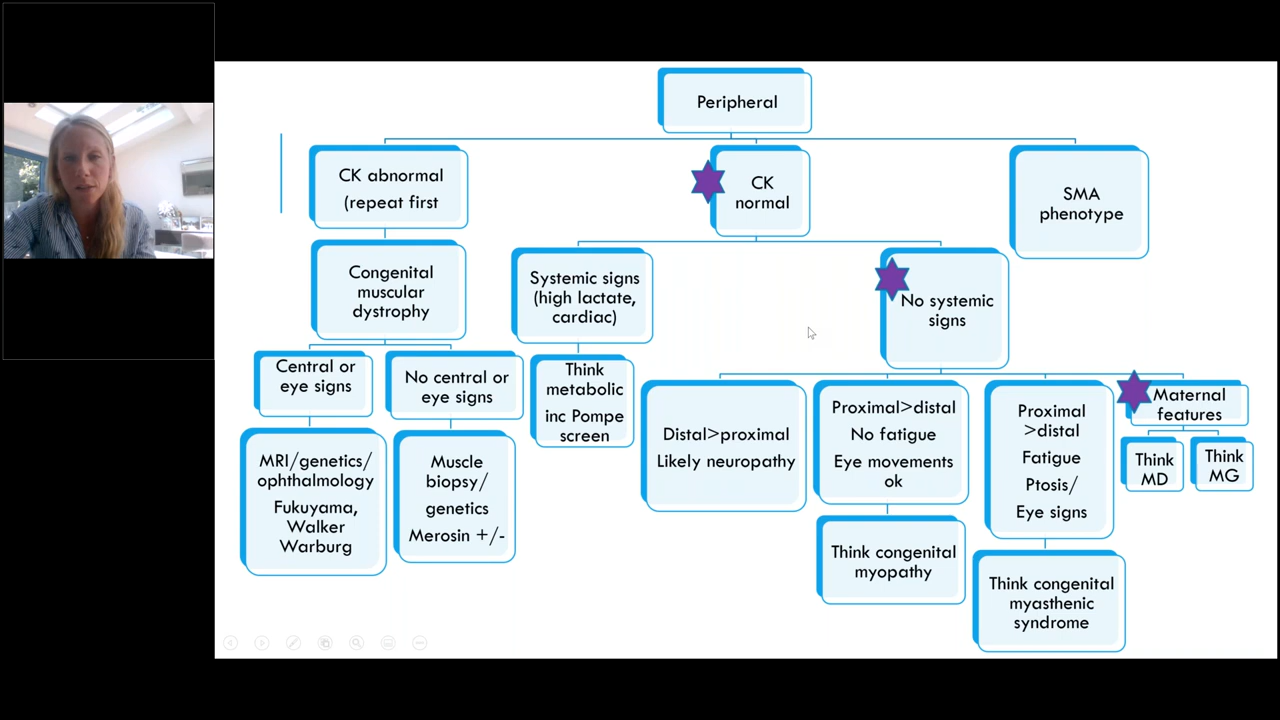 Peripheral
CK abnormal
(repeat first
CK
normal
SMA
phenotype
Congenital
muscular
dystrophy
Systemic signs
(high lactate,
cardiac)
No systemic
signs
Central or
eye signs
No central or
eye signs
Think
metabolic
inc Pompe
screen
Distal>proximal
Likely neuropathy
Proximal>distal
No fatigue
Eye movements
ok
Proximal
>distal
Fatigue
Ptosis/
Eye signs
Maternal
features
Think
MD
Think
MG
MRI/genetics/
ophthalmology
Fukuyama,
Walker
Warburg
Muscle
biopsy/
genetics
Merosin +/-
Think congenital
myopathy
Think congenital
myasthenic
syndrome